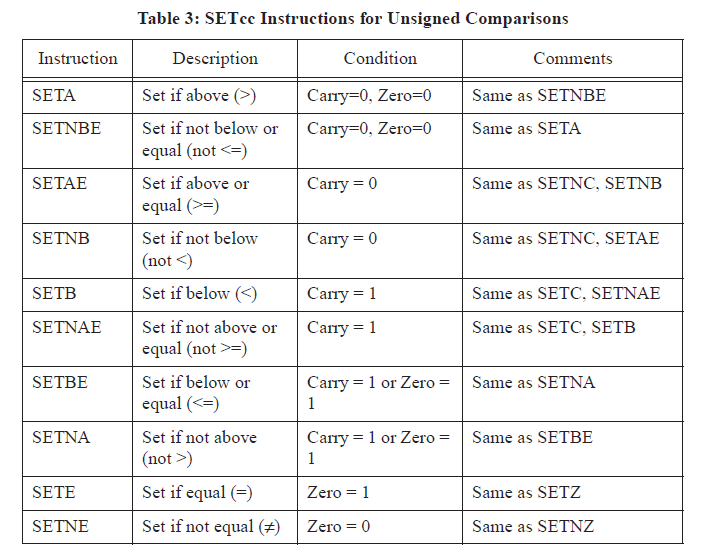 Table 3: SETcc Instructions for Unsigned Comparisons
Instruction Description Condition Comments
SETA Set if above (>) Carry=0, Zero=0 Same as SETNBE
SETNBE Set if not below or Carry=0, Zero=0 Same as SETA
equal (not <=)
SETAE Set if above or Carry = 0 Same as SETNC, SETNB
equal (>=)
SETNB Set if not below Carry = 0 Same as SETNC, SETAE
(not <)
SETB Set if below (<) Carry = 1 Same as SETC, SETNAE
SETNAE Set if not above or Carry = 1 Same as SETC, SETB
equal (not >=)
SETBE Set if below or Carry = 1 or Zero = Same as SETNA
equal (<=) 1
SETNA Set if not above Carry = 1 or Zero = Same as SETBE
(not >) 1
SETE Set if equal (=) Zero = 1 Same as SETZ
SETNE Set if not equal (≠) Zero = 0 Same as SETNZ